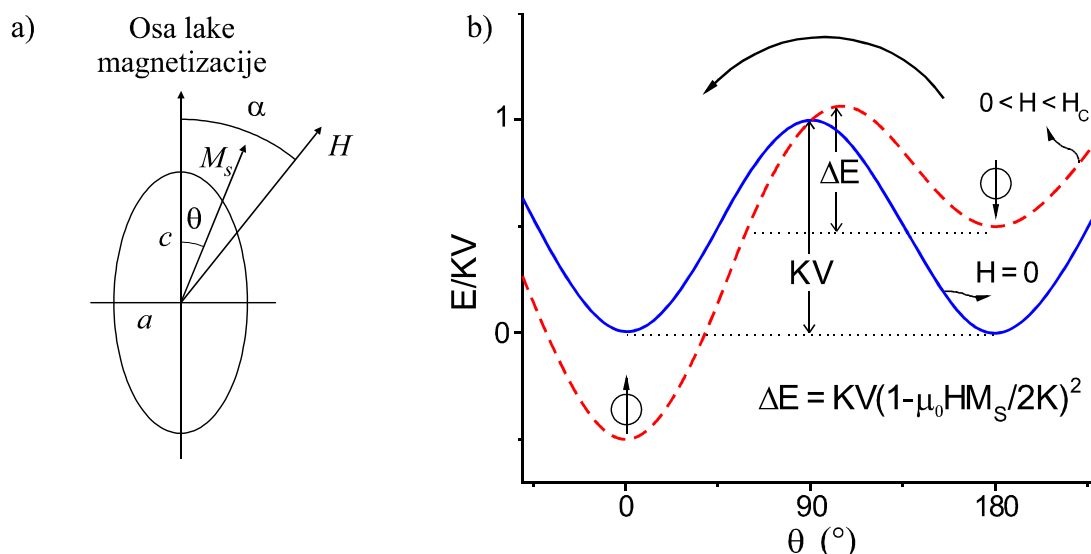 a)
Osa lake
magnetizacije
α
H
Mₛ
θ
c
a
b)
0 < H < H_C
1
ΔE
E/KV
KV
H = 0
0
ΔE = KV(1-μ₀HM_S/2K)²
0
90
180
θ (°)